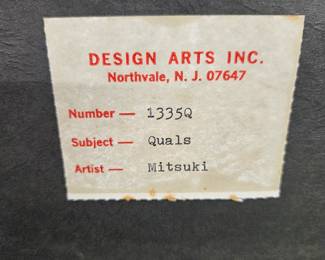 DESIGN ARTS INC.
Northvale, N. J. 07647
Number — 1335Q
Subject — Quals
Artist — Mitsuki